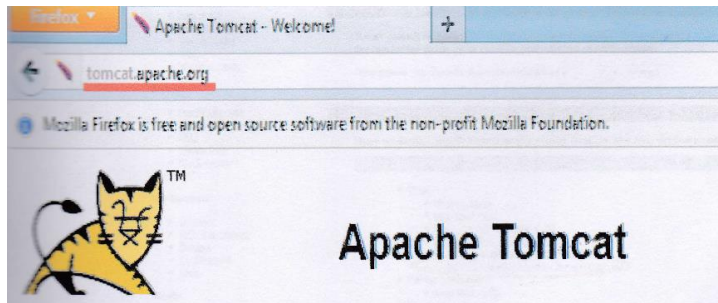 Firefox
Apache Tomcat - Welcome!
+
tomcat.apache.org
Mozilla Firefox is free and open source software from the non-profit Mozilla Foundation.
TM
Apache Tomcat